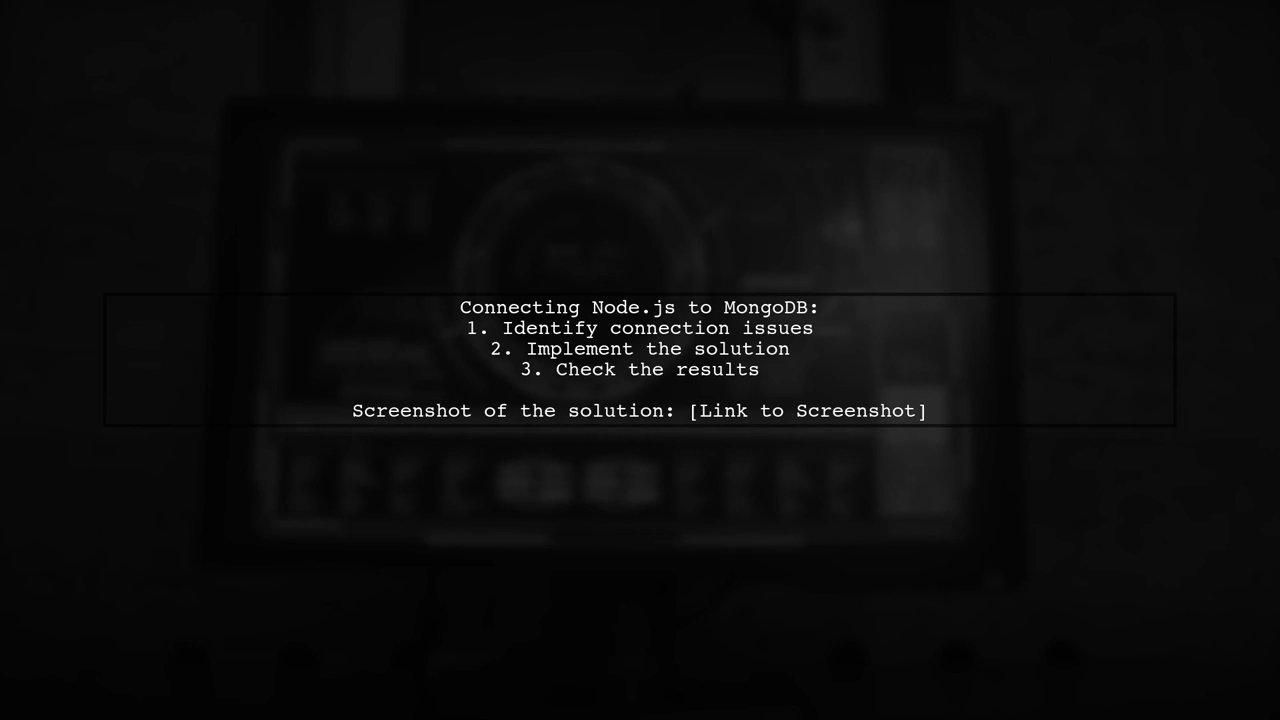 Connecting Node.js to MongoDB:
1. Identify connection issues
2. Implement the solution
3. Check the results
Screenshot of the solution: [Link to Screenshot]